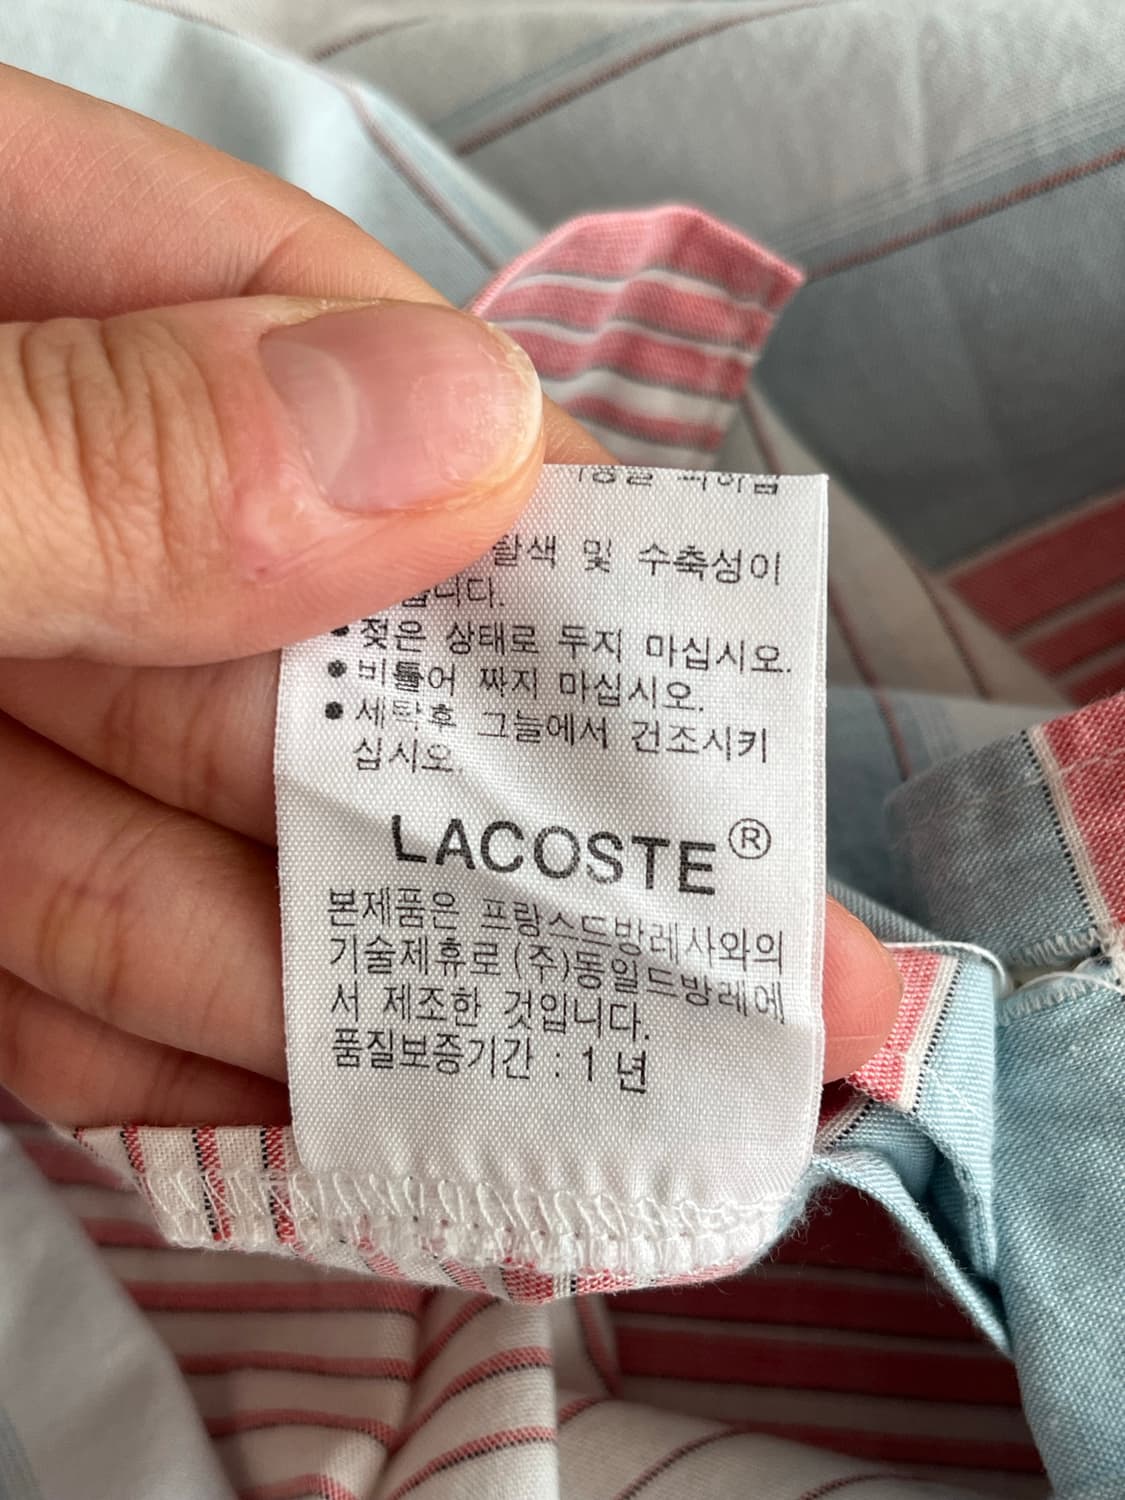 탈색 및 수축성이
습니다.
● 젖은 상태로 두지 마십시오.
● 비틀어 짜지 마십시오.
● 세탁후 그늘에서 건조시키
십시오.
LACOSTE®
본제품은 프랑스드방레사와의
기술제휴로 (주)동일드방레에
서 제조한 것입니다.
품질보증기간 : 1 년